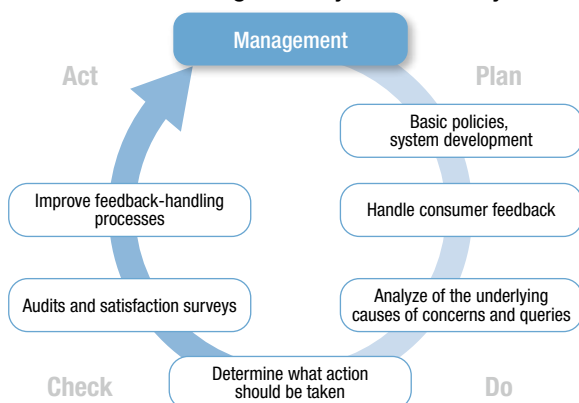 Management
Act
Plan
Basic policies,
system development
Improve feedback-handling
processes
Handle consumer feedback
Audits and satisfaction surveys
Analyze of the underlying
causes of concerns and queries
Determine what action
should be taken
Check
Do